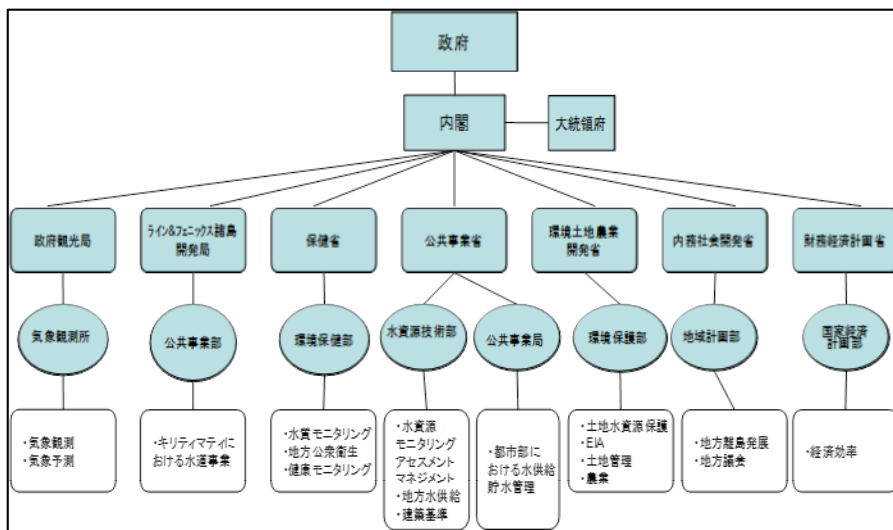 政府
内閣
大統領府
政府観光局
ライン&フェニックス諸島
開発局
保健省
公共事業省
環境土地農業
開発省
内務社会開発省
財務経済計画省
気象観測所
公共事業部
環境保健部
水資源技術部
公共事業局
環境保護部
地域計画部
国家経済
計画部
・気象観測
・気象予測
・キリティマティに
おける水道事業
・水質モニタリング
・地方公衆衛生
・健康モニタリング
・水資源
モニタリング
アセスメント
マネジメント
・地方水供給
・建築基準
・都市部に
おける水供給
貯水管理
・土地水資源保護
・EIA
・土地管理
・農業
・地方離島発展
・地方議会
・経済効率